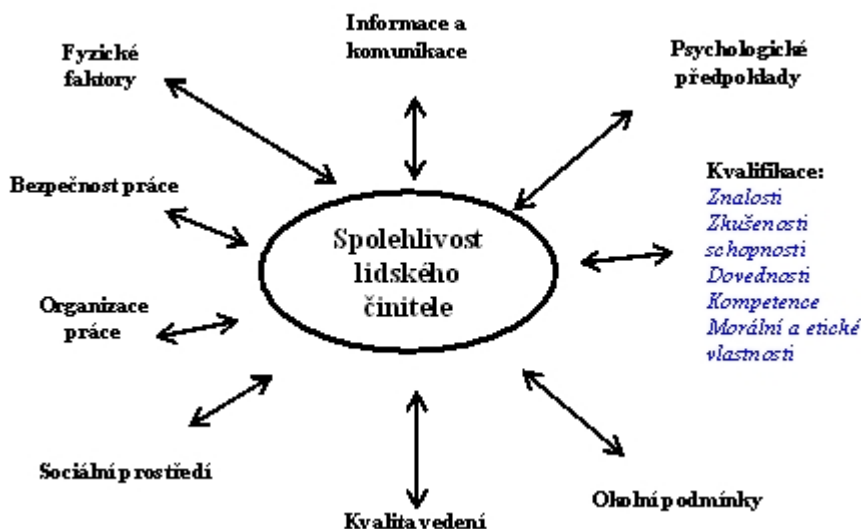 Informace a
komunikace
Fyzické
faktory
Psychologické
předpoklady
Bezpečnost práce
Kvalifikace:
Znalosti
Zkušenosti
schopnosti
Dovednosti
Kompetence
Morální a etické
vlastnosti
Spolehlivost
lidského
činitele
Organizace
práce
Sociální prostředí
Kvalita vedení
Okolní podmínky